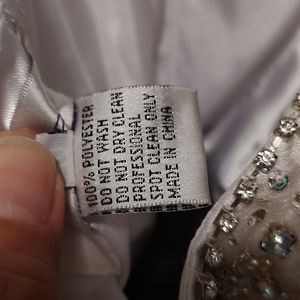 100% POLYESTER
DO NOT WASH
DO NOT DRY CLEAN
PROFESSIONAL
SPOT CLEAN ONLY
MADE IN CHINA